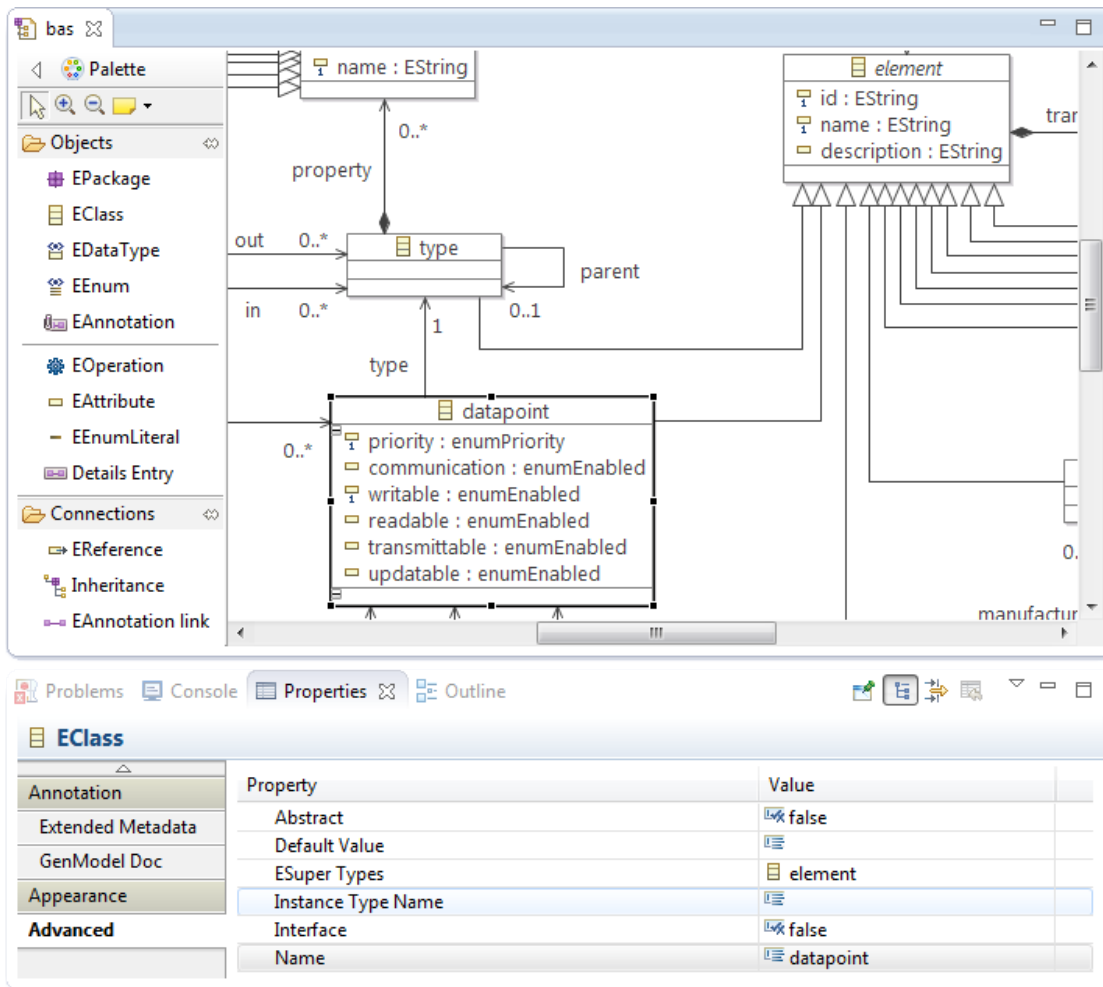 bas
Palette
Objects
EPackage
EClass
EDataType
EEnum
EAnnotation
EOperation
EAttribute
EEnumLiteral
Details Entry
Connections
EReference
Inheritance
EAnnotation link
name : EString
0..*
property
out 0..*
type
parent
in 0..*
0..1
1
type
0..*
datapoint
priority : enumPriority
communication : enumEnabled
writable : enumEnabled
readable : enumEnabled
transmittable : enumEnabled
updatable : enumEnabled
element
id : EString
name : EString
description : EString
tran
0.
manufactur
Problems Console Properties Outline
EClass
Annotation
Extended Metadata
GenModel Doc
Appearance
Advanced
Property Value
Abstract false
Default Value
ESuper Types element
Instance Type Name
Interface false
Name datapoint